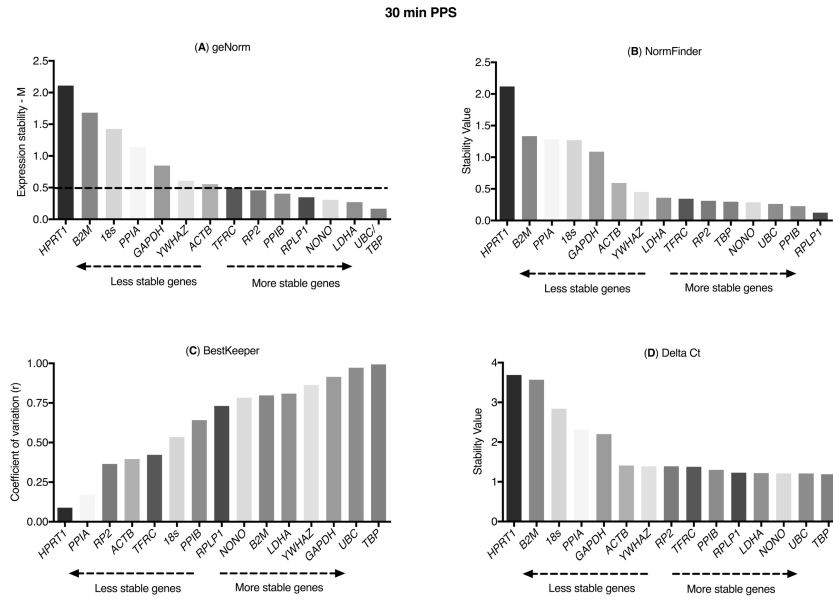 30 min PPS
(A) geNorm
Expression stability - M
2.5
2.0
1.5
1.0
0.5
0.0
HPRT1
B2M
18s
PPIA
GAPDH
YWHAZ
ACTB
TFRC
RP2
PPIB
RPLP1
NONO
LDHA
UBC/
TBP
Less stable genes
More stable genes
(B) NormFinder
Stability Value
2.5
2.0
1.5
1.0
0.5
0.0
HPRT1
B2M
PPIA
18s
GAPDH
ACTB
YWHAZ
LDHA
TFRC
RP2
TBP
NONO
UBC
PPIB
RPLP1
Less stable genes
More stable genes
(C) BestKeeper
Coefficient of variation (r)
1.00
0.75
0.50
0.25
0.00
HPRT1
PPIA
RP2
ACTB
TFRC
18s
PPIB
RPLP1
NONO
B2M
LDHA
YWHAZ
GAPDH
UBC
TBP
Less stable genes
More stable genes
(D) Delta Ct
Stability Value
4
3
2
1
0
HPRT1
B2M
18s
PPIA
GAPDH
ACTB
YWHAZ
RP2
TFRC
PPIB
RPLP1
LDHA
NONO
UBC
TBP
Less stable genes
More stable genes